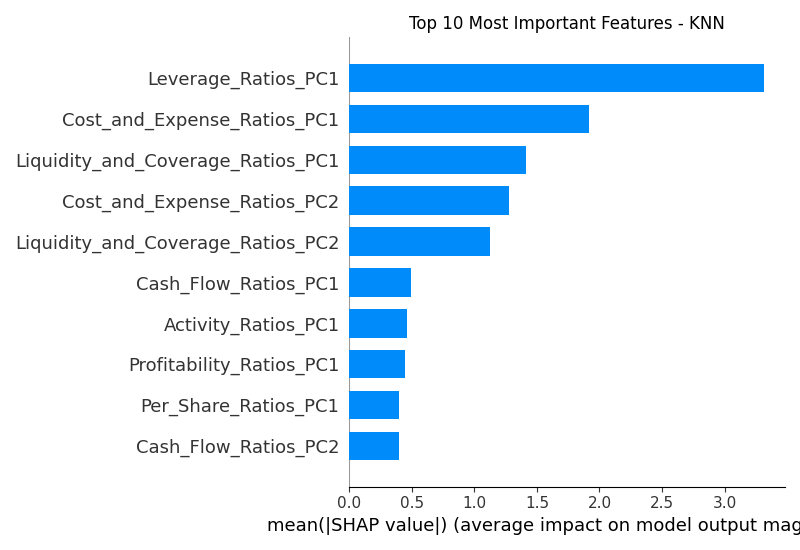 Top 10 Most Important Features - KNN
Leverage_Ratios_PC1
Cost_and_Expense_Ratios_PC1
Liquidity_and_Coverage_Ratios_PC1
Cost_and_Expense_Ratios_PC2
Liquidity_and_Coverage_Ratios_PC2
Cash_Flow_Ratios_PC1
Activity_Ratios_PC1
Profitability_Ratios_PC1
Per_Share_Ratios_PC1
Cash_Flow_Ratios_PC2
0.0 0.5 1.0 1.5 2.0 2.5 3.0
mean(|SHAP value|) (average impact on model output mag